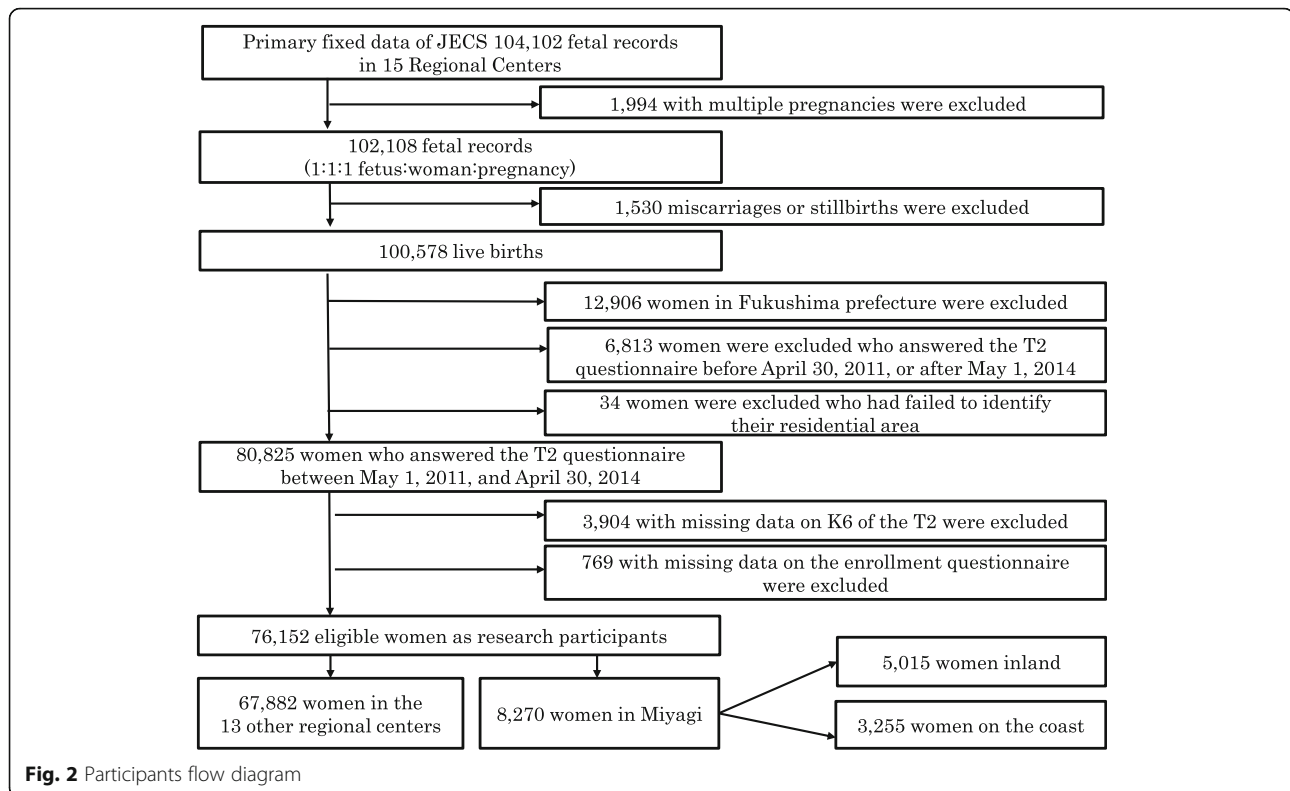 Primary fixed data of JECS 104,102 fetal records
in 15 Regional Centers
1,994 with multiple pregnancies were excluded
102,108 fetal records
(1:1:1 fetus:woman:pregnancy)
1,530 miscarriages or stillbirths were excluded
100,578 live births
12,906 women in Fukushima prefecture were excluded
6,813 women were excluded who answered the T2
questionnaire before April 30, 2011, or after May 1, 2014
34 women were excluded who had failed to identify
their residential area
80,825 women who answered the T2 questionnaire
between May 1, 2011, and April 30, 2014
3,904 with missing data on K6 of the T2 were excluded
769 with missing data on the enrollment questionnaire
were excluded
76,152 eligible women as research participants
67,882 women in the
13 other regional centers
8,270 women in Miyagi
5,015 women inland
3,255 women on the coast
Fig. 2 Participants flow diagram